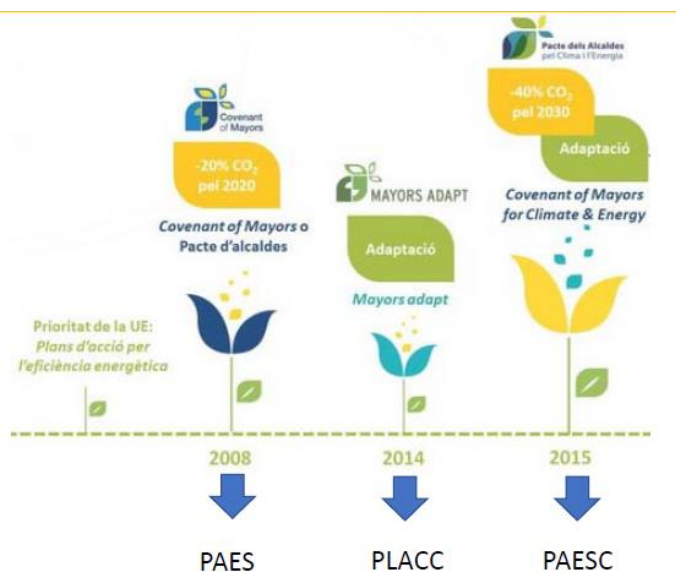 Prioritat de la UE:
Plans d'acció per
l'eficiència energètica
Covenant
of Mayors
-20% CO₂
pel 2020
Covenant of Mayors o
Pacte d'alcaldes
MAYORS ADAPT
Adaptació
Mayors adapt
Pacte dels Alcaldes
pel Clima i l'Energia
-40% CO₂
pel 2030
Adaptació
Covenant of Mayors
for Climate & Energy
2008
2014
2015
PAES
PLACC
PAESC